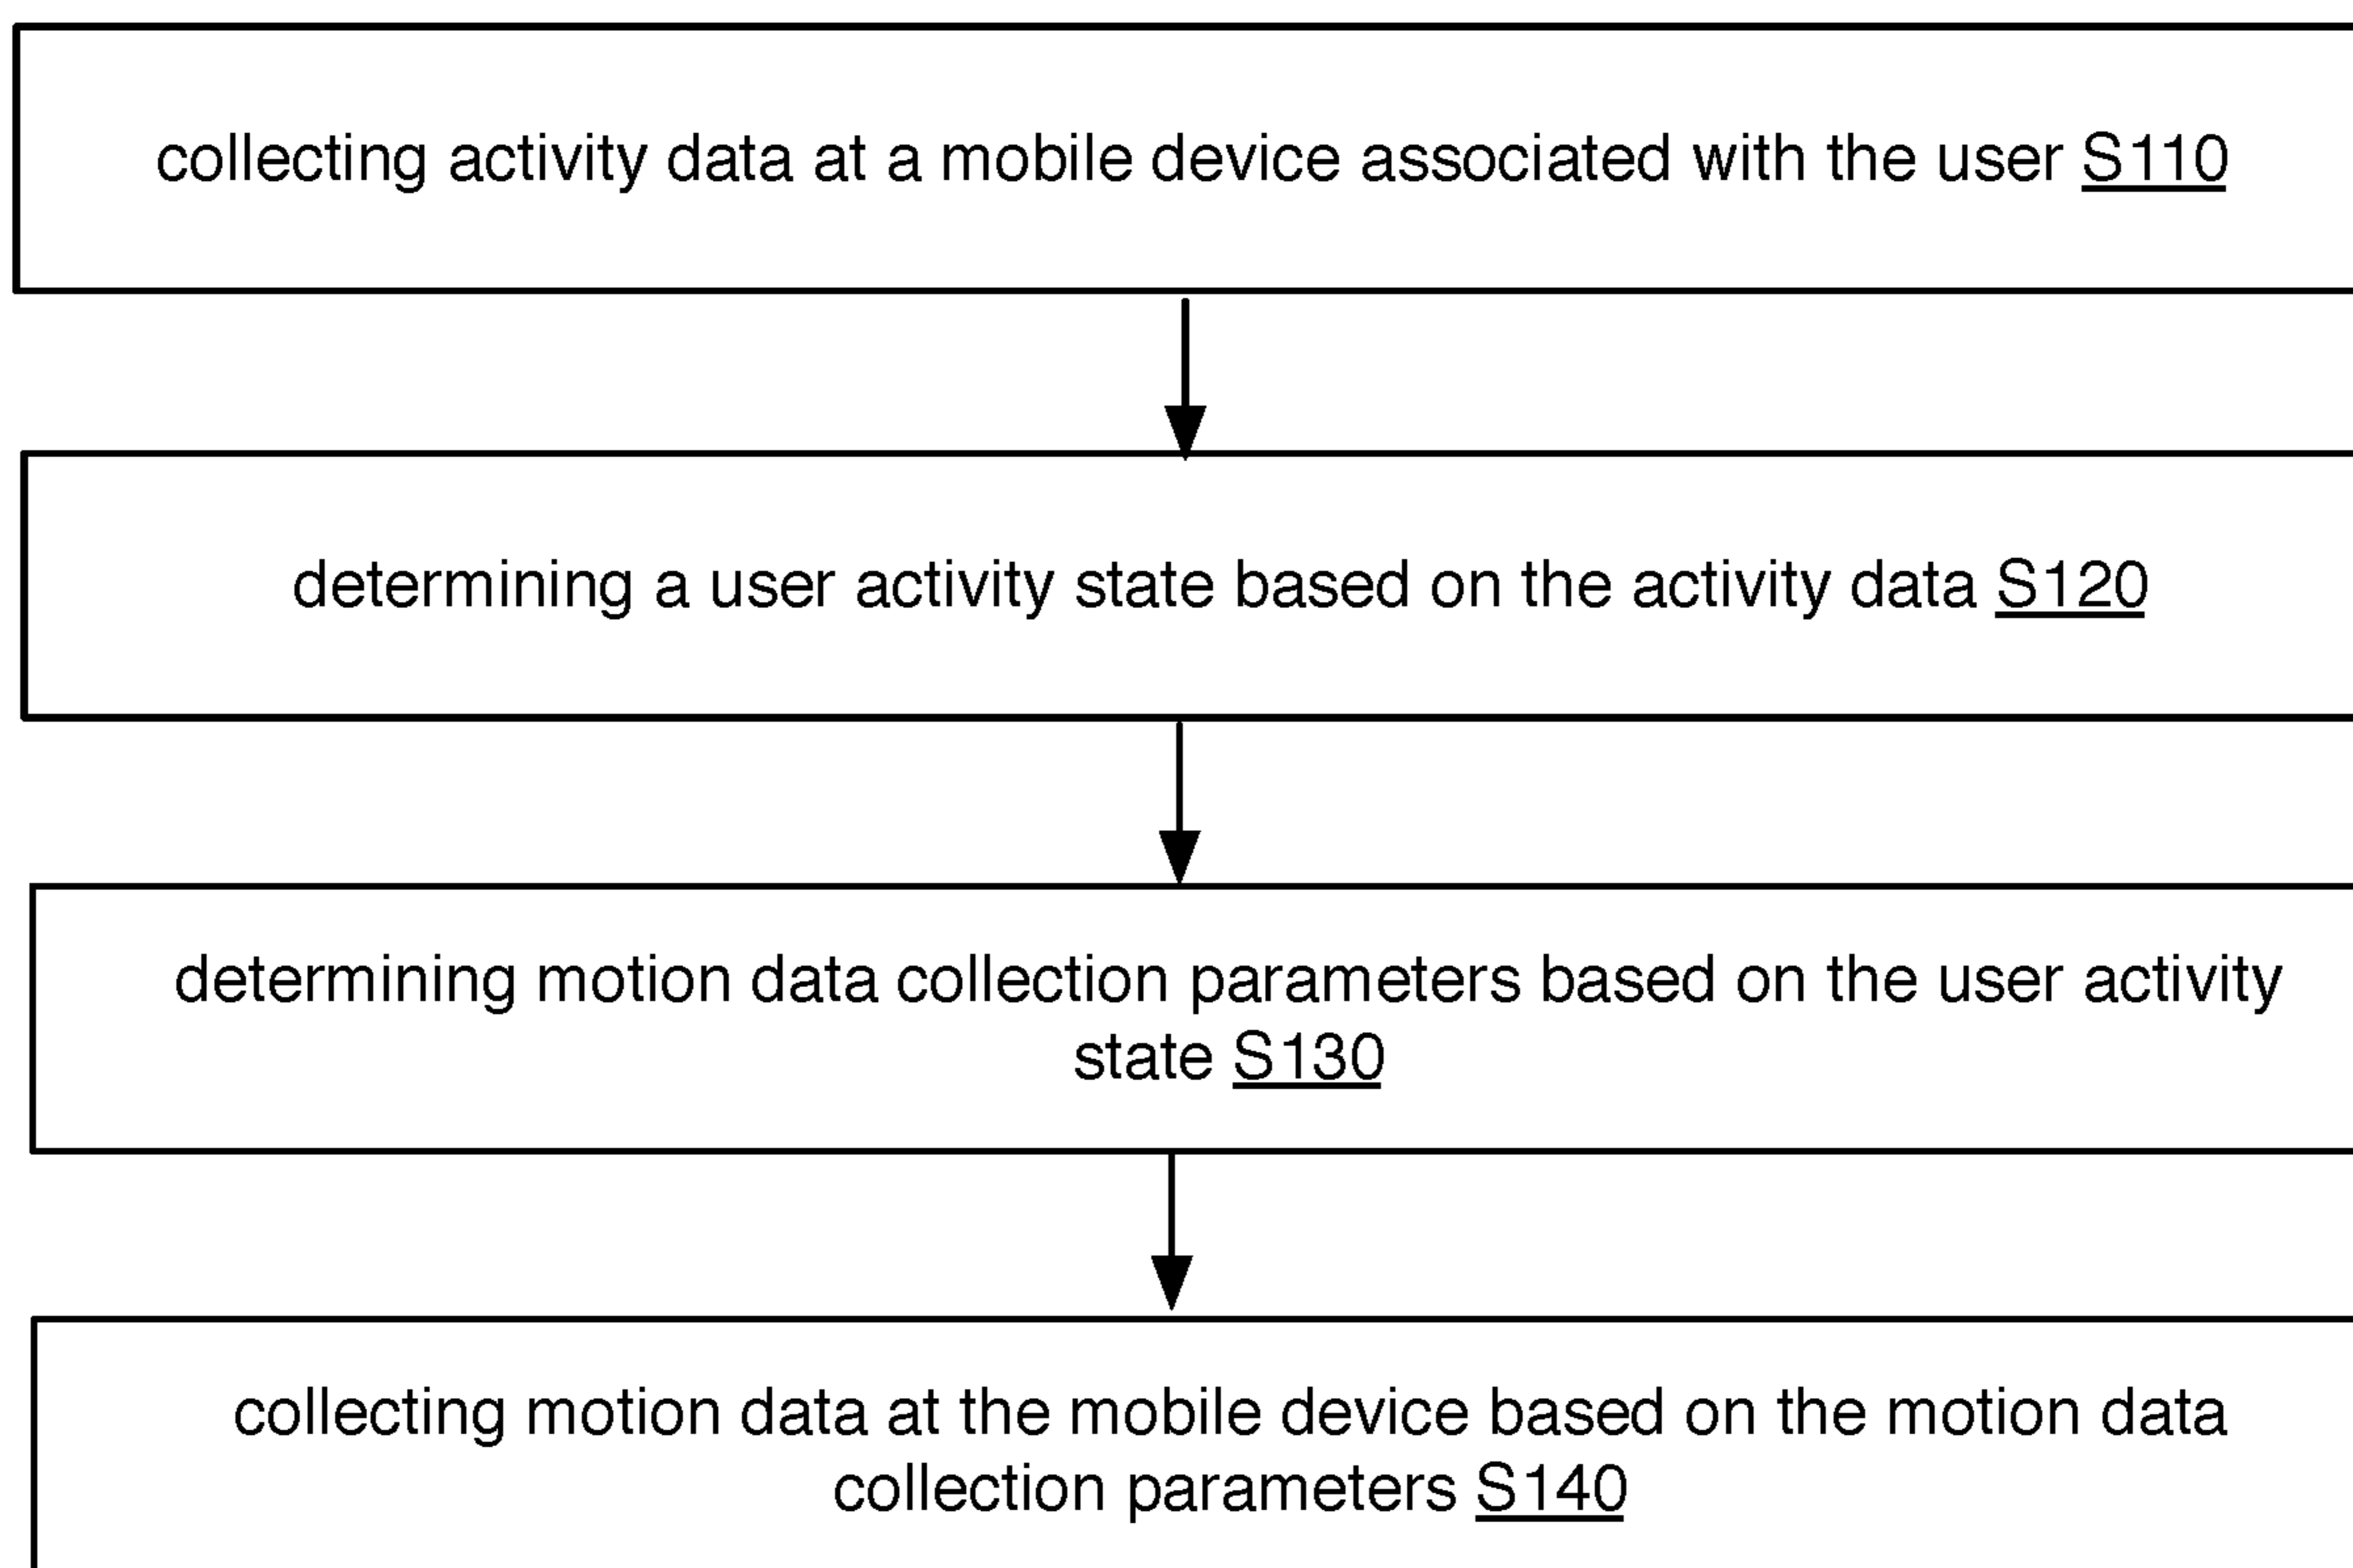 collecting activity data at a mobile device associated with the user S110
determining a user activity state based on the activity data S120
determining motion data collection parameters based on the user activity
state S130
collecting motion data at the mobile device based on the motion data
collection parameters S140